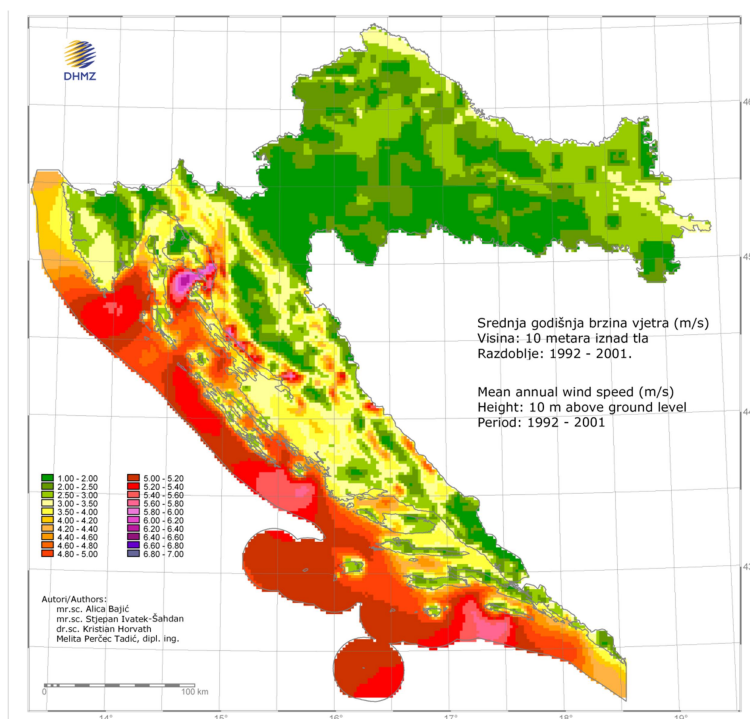 DHMZ
46
45
Srednja godišnja brzina vjetra (m/s)
Visina: 10 metara iznad tla
Razdoblje: 1992 - 2001.
Mean annual wind speed (m/s)
Height: 10 m above ground level
Period: 1992 - 2001
44
1.00 - 2.00
2.00 - 2.50
2.50 - 3.00
3.00 - 3.50
3.50 - 4.00
4.00 - 4.20
4.20 - 4.40
4.40 - 4.60
4.60 - 4.80
4.80 - 5.00
5.00 - 5.20
5.20 - 5.40
5.40 - 5.60
5.60 - 5.80
5.80 - 6.00
6.00 - 6.20
6.20 - 6.40
6.40 - 6.60
6.60 - 6.80
6.80 - 7.00
43
Autori/Authors:
mr.sc. Alica Bajić
mr.sc. Stjepan Ivatek-Šahdan
dr.sc. Kristian Horvath
Melita Perčec Tadić, dipl. ing.
0 100 km
14° 15° 16° 17° 18° 19°